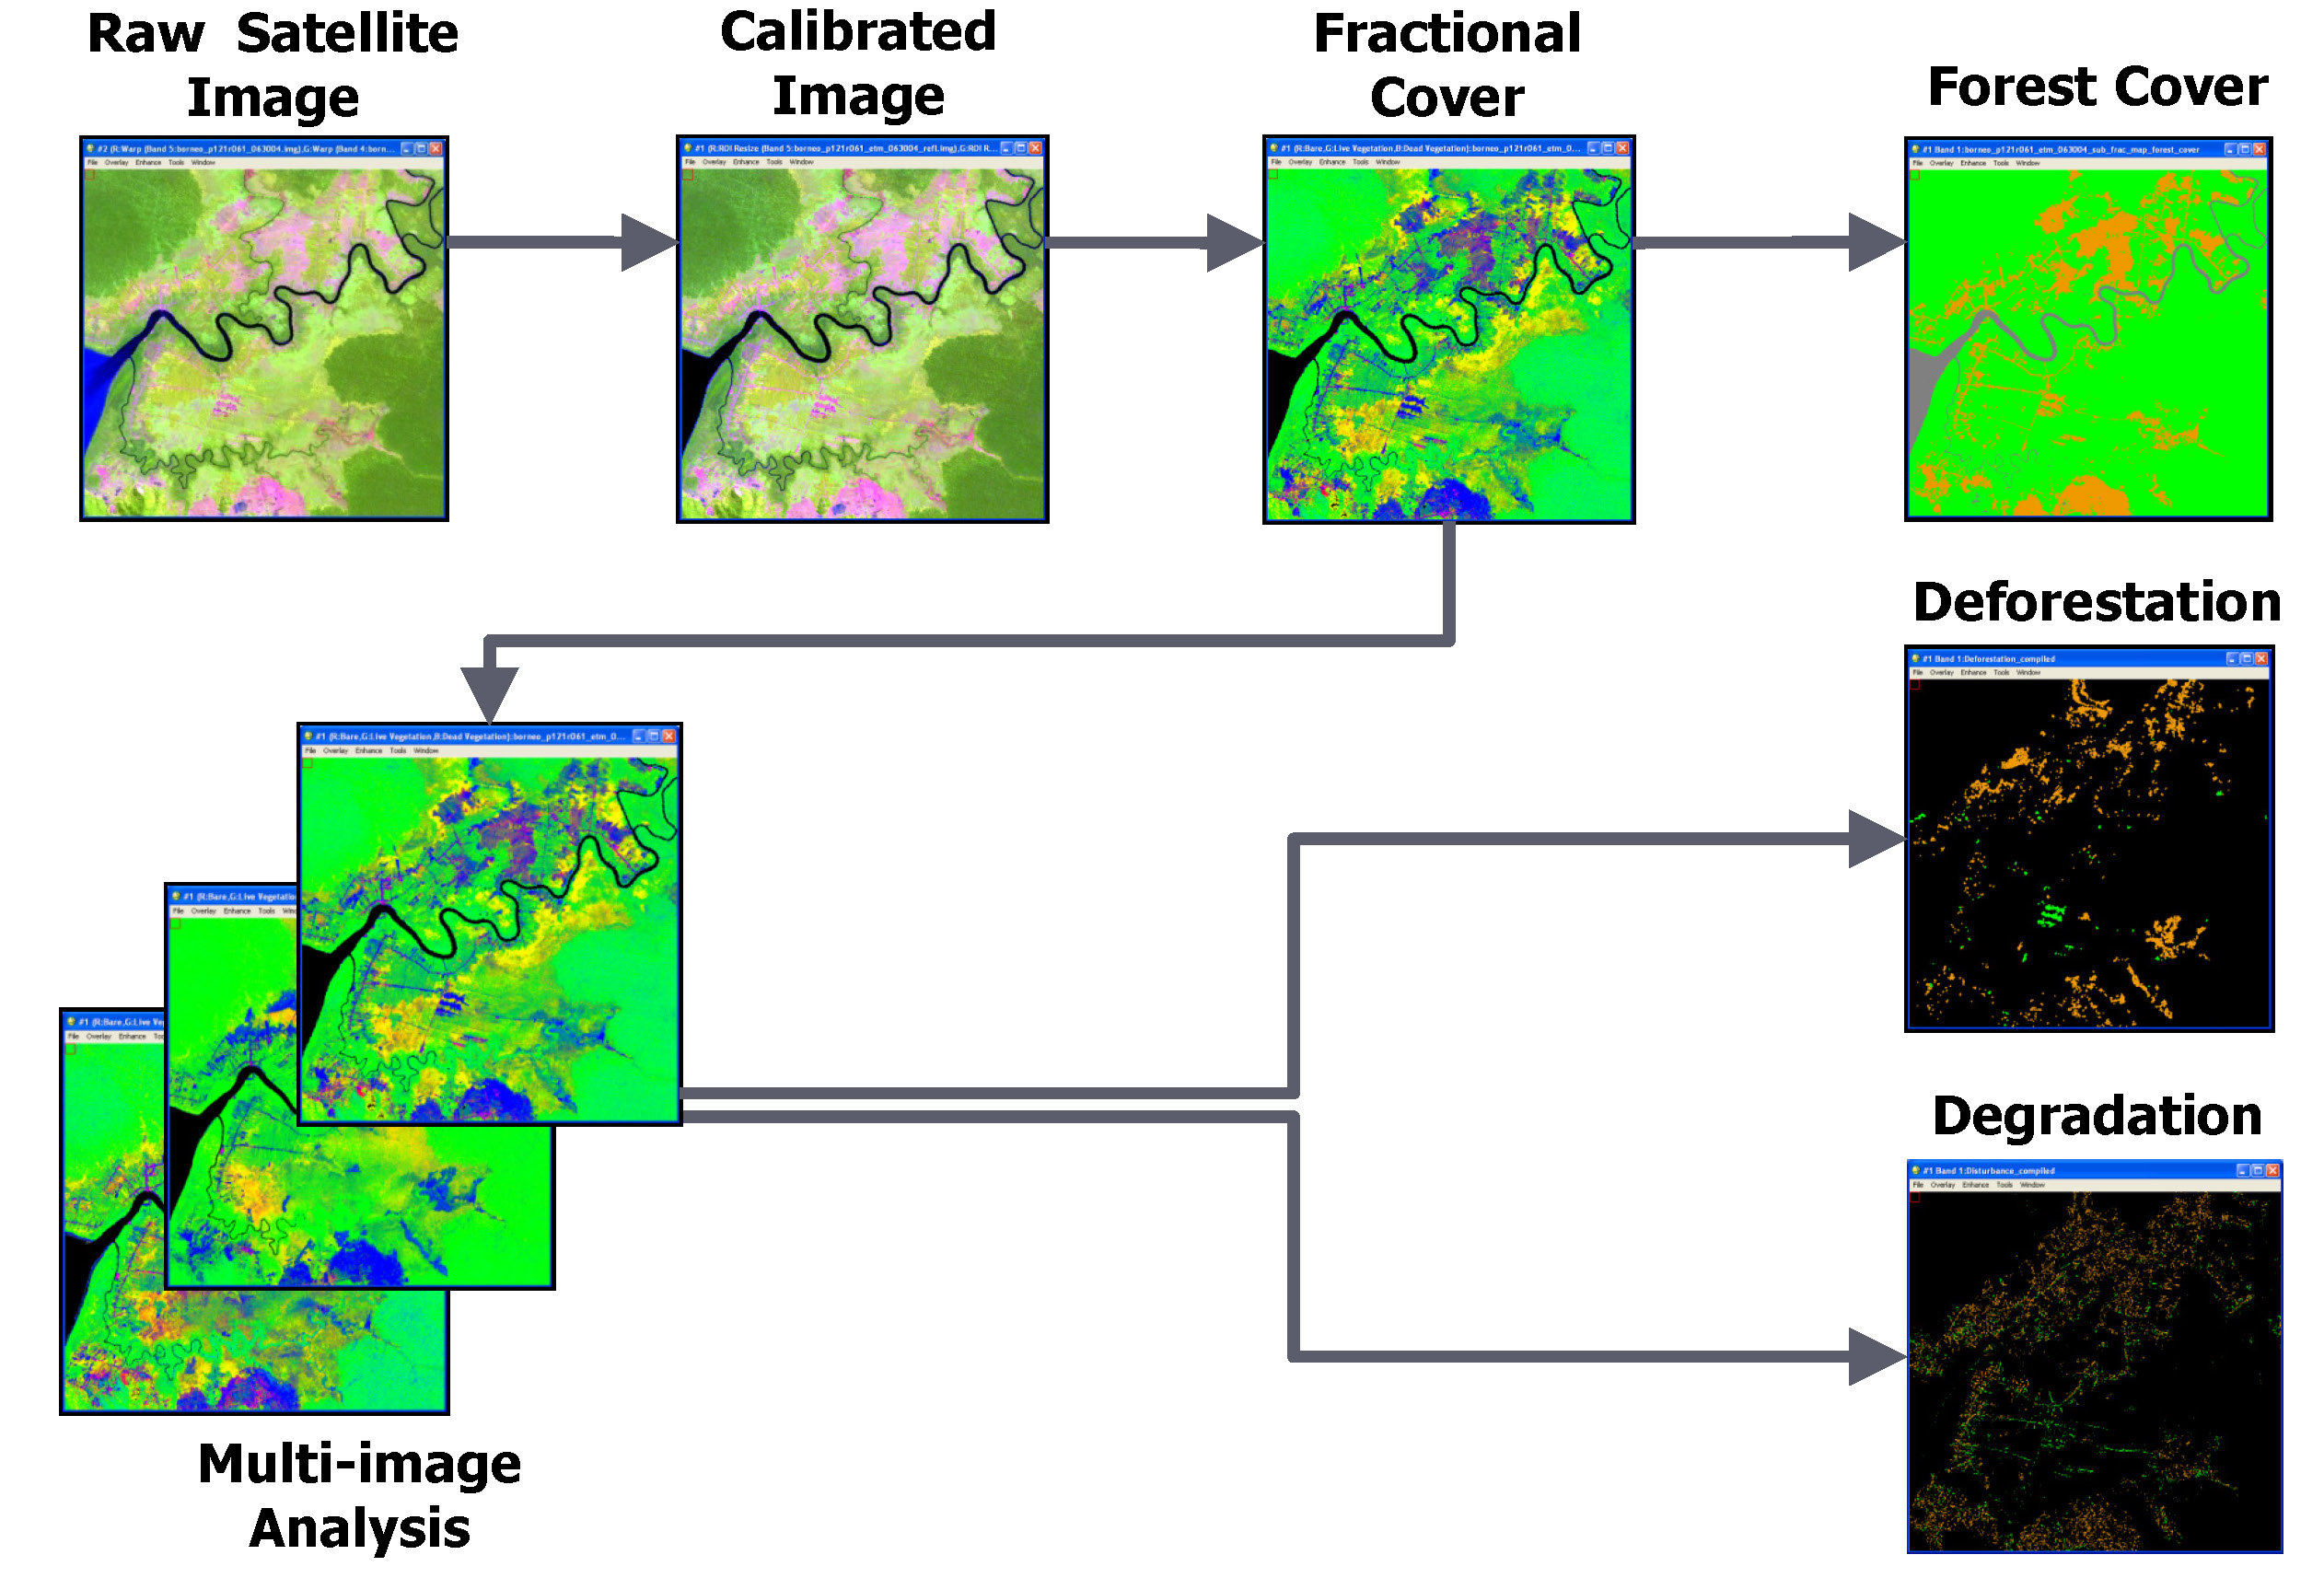 Raw Satellite
Image
Calibrated
Image
Fractional
Cover
Forest Cover
#2 (R:Warp (Band 5:borneo_p121r061_063004.img),G:Warp (Band 4:born...
File Overlay Enhance Tools Window
#1 (R:ROI Resize (Band 5:borneo_p121r061_etm_063004_refl.img),G:ROI R...
File Overlay Enhance Tools Window
#1 (R:Bare,G:Live Vegetation,B:Dead Vegetation):borneo_p121r061_etm_0...
File Overlay Enhance Tools Window
#1 Band 1:borneo_p121r061_etm_063004_sub_frac_map_forest_cover
File Overlay Enhance Tools Window
Deforestation
#1 Band 1:Deforestation_compiled
File Overlay Enhance Tools Window
#1 (R:Bare,G:Live Vegetation,B:Dead Vegetation):borneo_p121r061_etm_0...
File Overlay Enhance Tools Window
#1 (R:Bare,G:Live Vegetatio
File Overlay Enhance Tools Win
#1 (R:Bare,G:Live Ve
File Overlay Enhance Too
Degradation
#1 Band 1:Disturbance_compiled
File Overlay Enhance Tools Window
Multi-image
Analysis